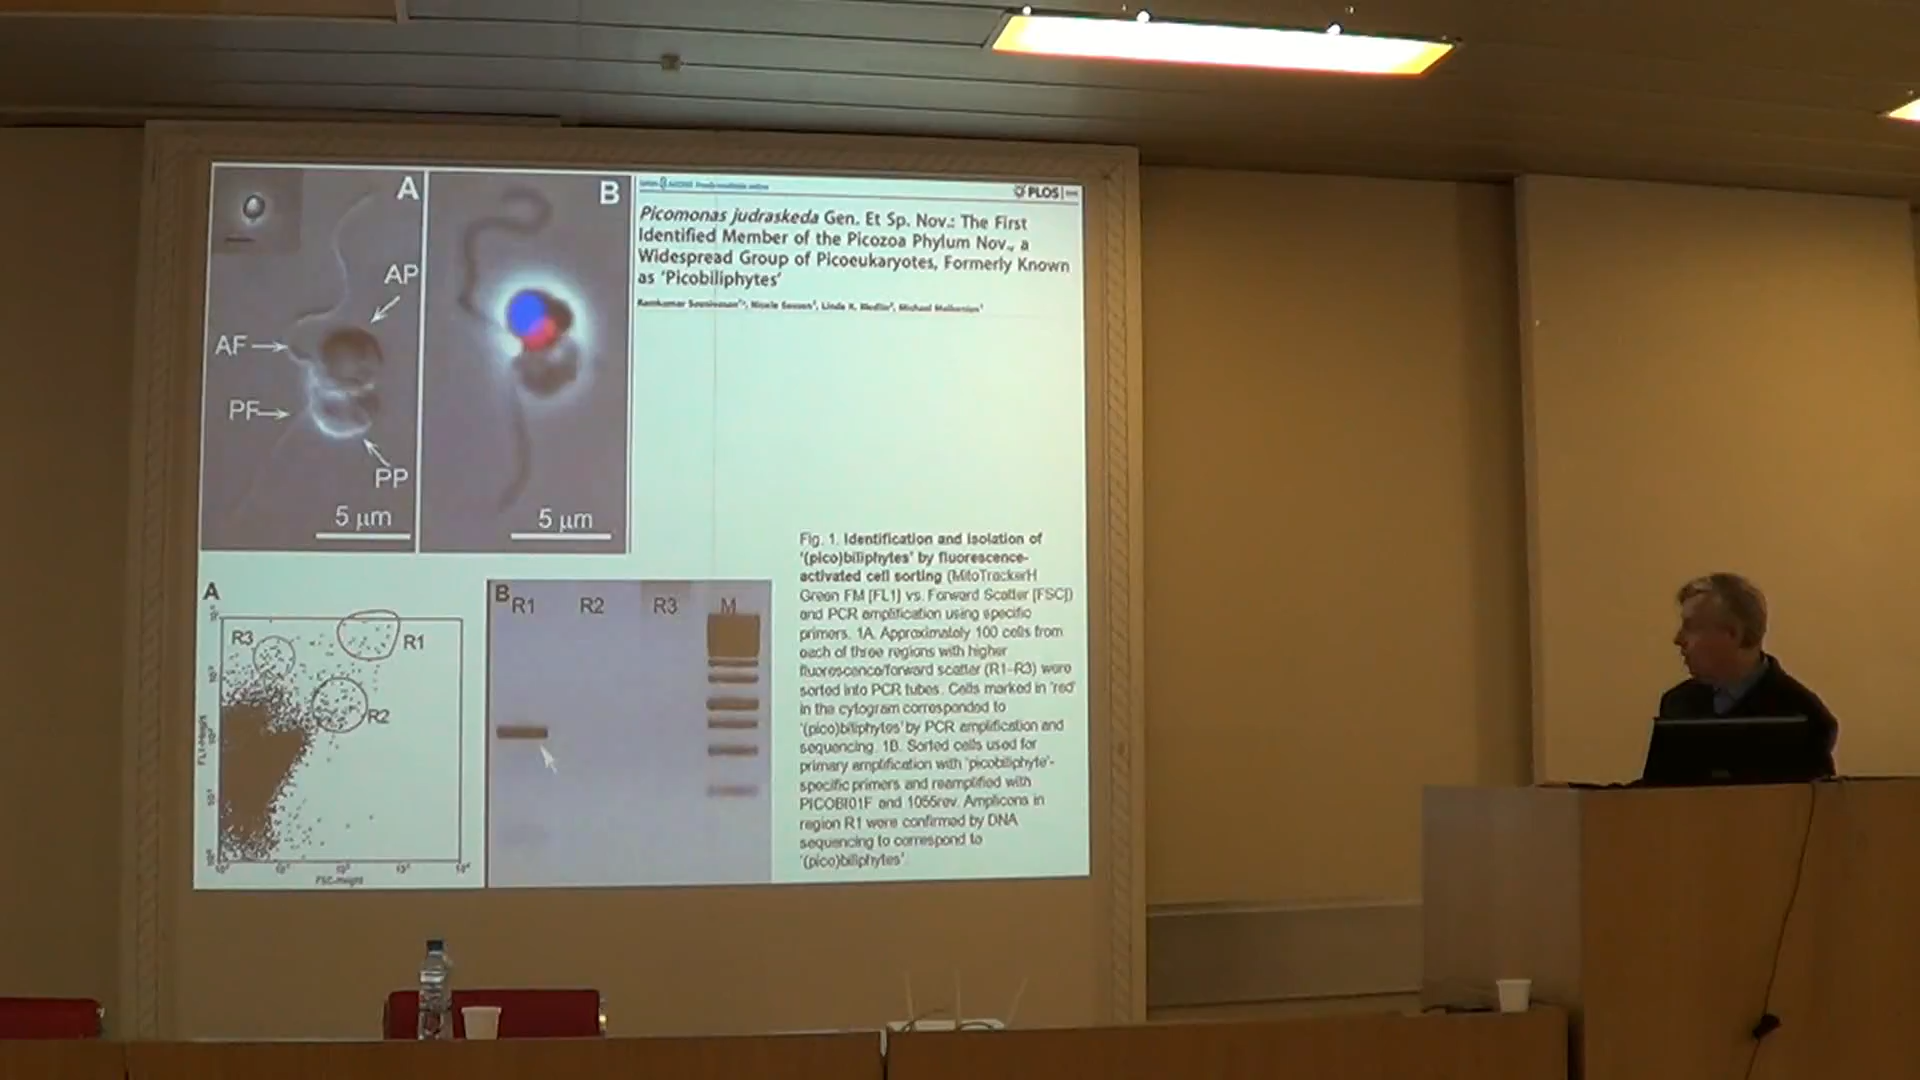 A
AP
AF
PF
PP
5 µm
B
5 µm
PLOS
Picomonas judraskeda Gen. Et Sp. Nov.: The First
Identified Member of the Picozoa Phylum Nov., a
Widespread Group of Picoeukaryotes, Formerly Known
as 'Picobiliphytes'
A
R3
R1
R2
FSC-Height
B
R1 R2 R3 M
Fig. 1. Identification and isolation of
'(pico)biliphytes' by fluorescence-
activated cell sorting (MitoTrackerH
Green FM [FL1] vs. Forward Scatter [FSC])
and PCR amplification using specific
primers. 1A. Approximately 100 cells from
each of three regions with higher
fluorescence/forward scatter (R1–R3) were
sorted into PCR tubes. Cells marked in 'red'
in the cytogram corresponded to
'(pico)biliphytes' by PCR amplification and
sequencing. 1B. Sorted cells used for
primary amplification with 'picobiliphyte'-
specific primers and reamplified with
PICOBI01F and 1055rev. Amplicons in
region R1 were confirmed by DNA
sequencing to correspond to
'(pico)biliphytes'.